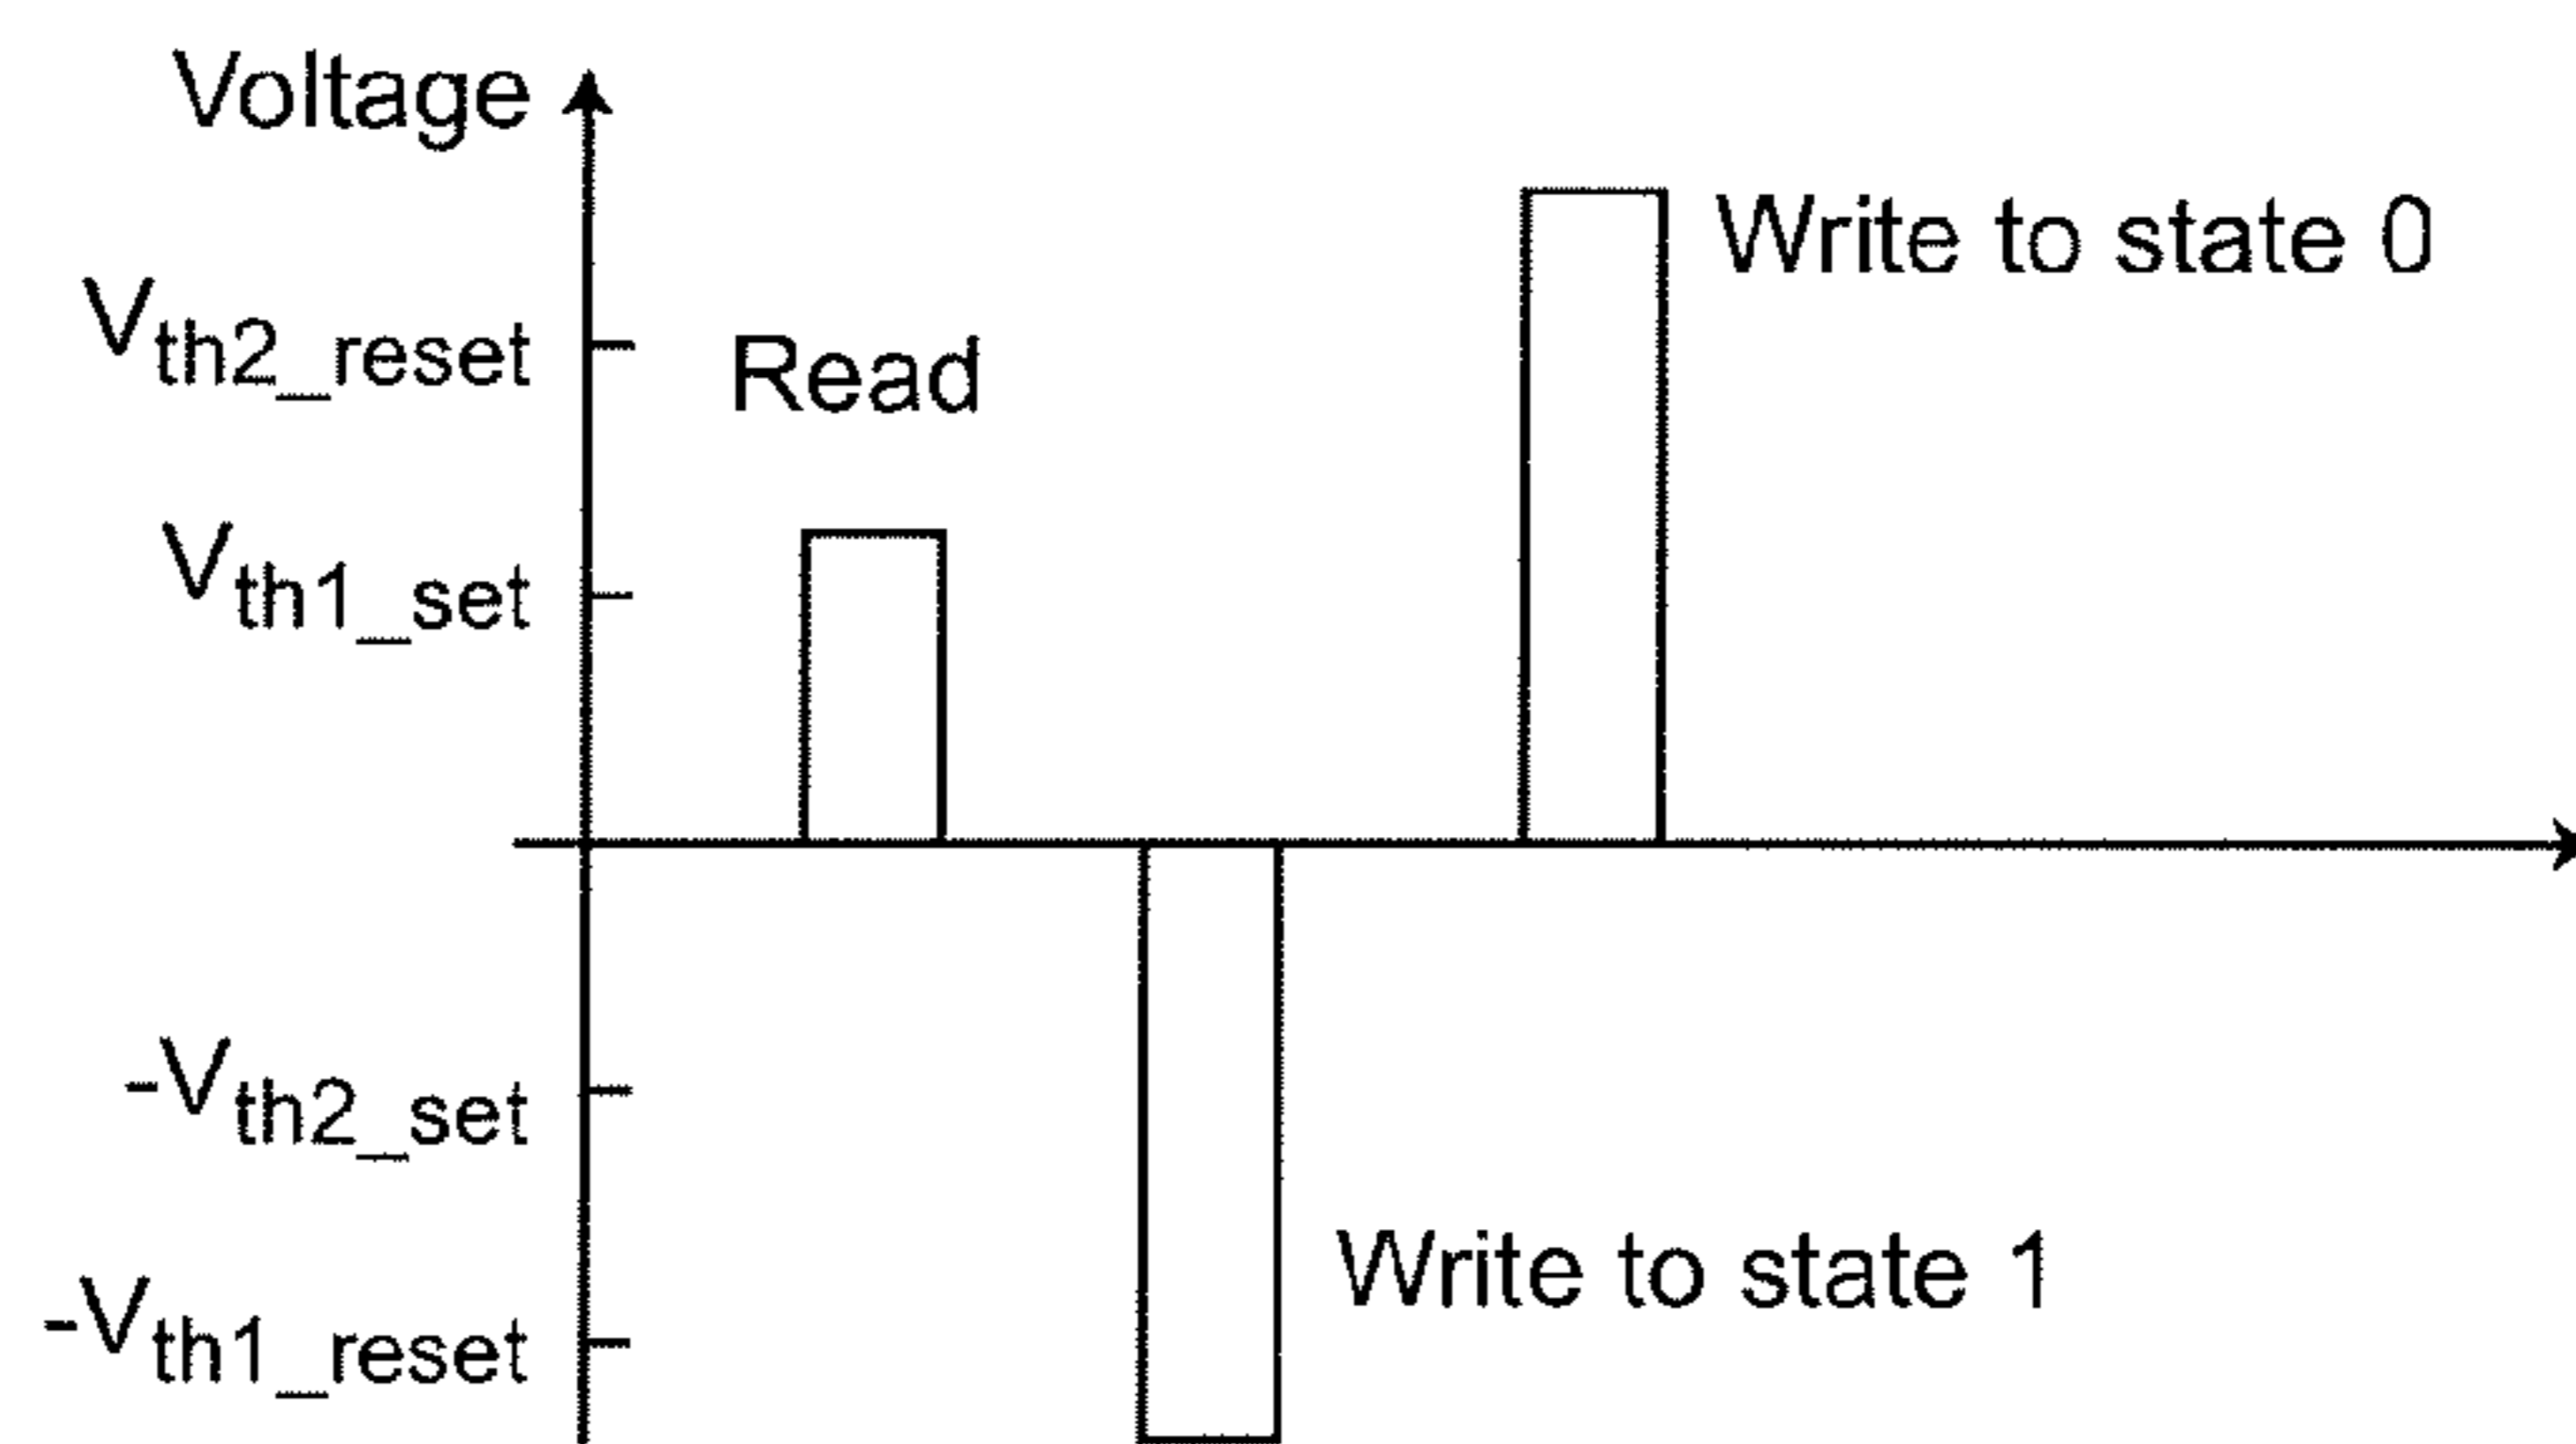 Voltage
Write to state 0
Vth2_reset
Read
Vth1_set
-Vth2_set
Write to state 1
-Vth1_reset